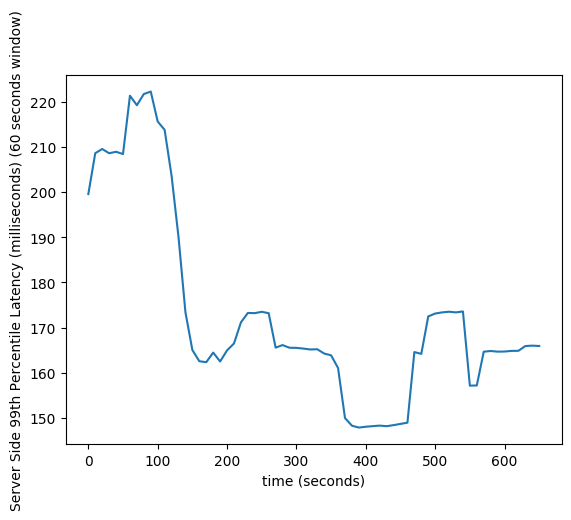 Server Side 99th Percentile Latency (milliseconds) (60 seconds window)
220
210
200
190
180
170
160
150
0 100 200 300 400 500 600
time (seconds)